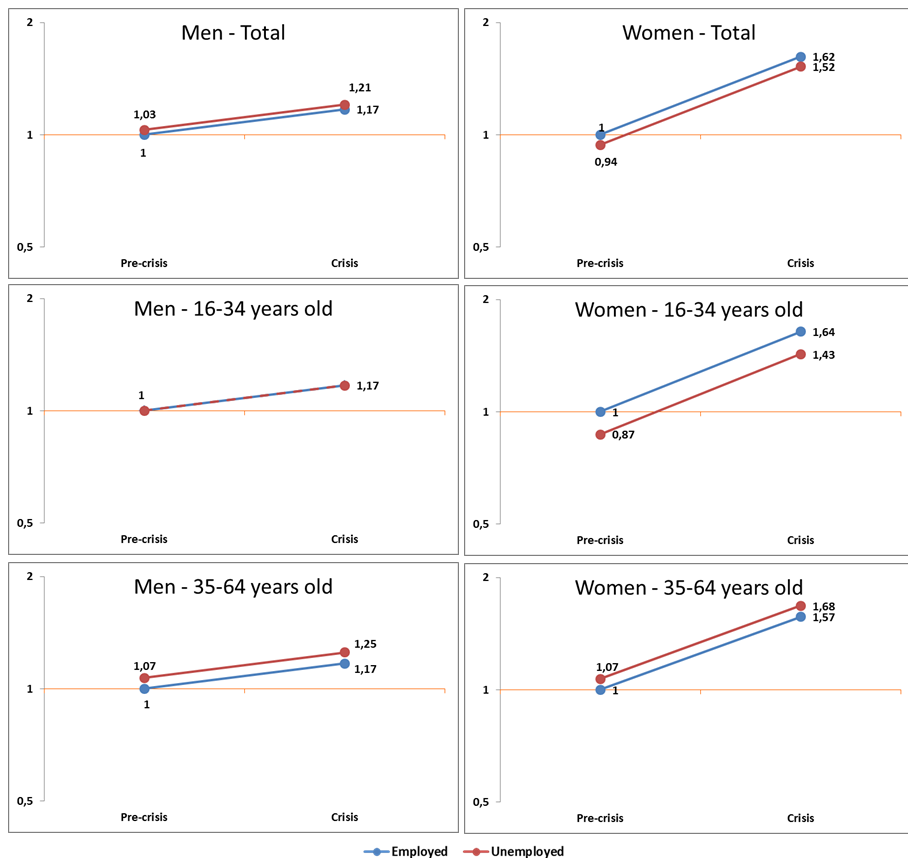 Men - Total
2
1
0,5
1,03
1
1,21
1,17
Pre-crisis
Crisis
Women - Total
2
1
0,5
1
0,94
1,62
1,52
Pre-crisis
Crisis
Men - 16-34 years old
2
1
0,5
1
1,17
Pre-crisis
Crisis
Women - 16-34 years old
2
1
0,5
1
0,87
1,64
1,43
Pre-crisis
Crisis
Men - 35-64 years old
2
1
0,5
1,07
1
1,25
1,17
Pre-crisis
Crisis
Women - 35-64 years old
2
1
0,5
1,07
1
1,68
1,57
Pre-crisis
Crisis
Employed
Unemployed